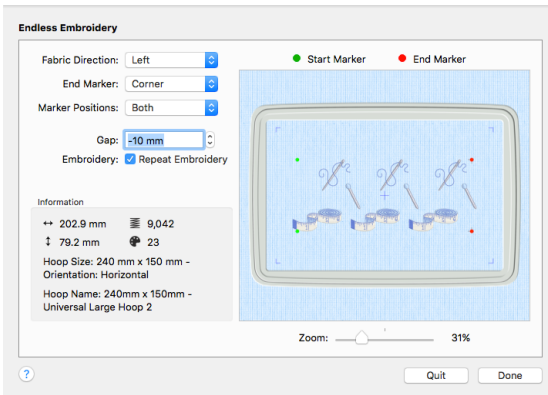 Endless Embroidery
Fabric Direction: Left
End Marker: Corner
Marker Positions: Both
Gap: -10 mm
Embroidery: Repeat Embroidery
Start Marker End Marker
Information
202.9 mm 9,042
79.2 mm 23
Hoop Size: 240 mm x 150 mm -
Orientation: Horizontal
Hoop Name: 240mm x 150mm -
Universal Large Hoop 2
Zoom: 31%
? Quit Done